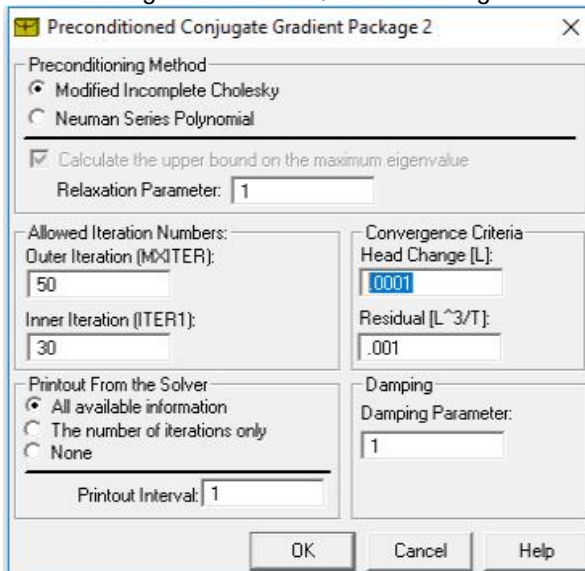 Preconditioned Conjugate Gradient Package 2
Preconditioning Method
Modified Incomplete Cholesky
Neuman Series Polynomial
Calculate the upper bound on the maximum eigenvalue
Relaxation Parameter: 1
Allowed Iteration Numbers:
Outer Iteration (MXITER):
50
Inner Iteration (ITER1):
30
Convergence Criteria
Head Change [L]:
.0001
Residual [L^3/T]:
.001
Printout From the Solver
All available information
The number of iterations only
None
Printout Interval: 1
Damping
Damping Parameter:
1
OK Cancel Help